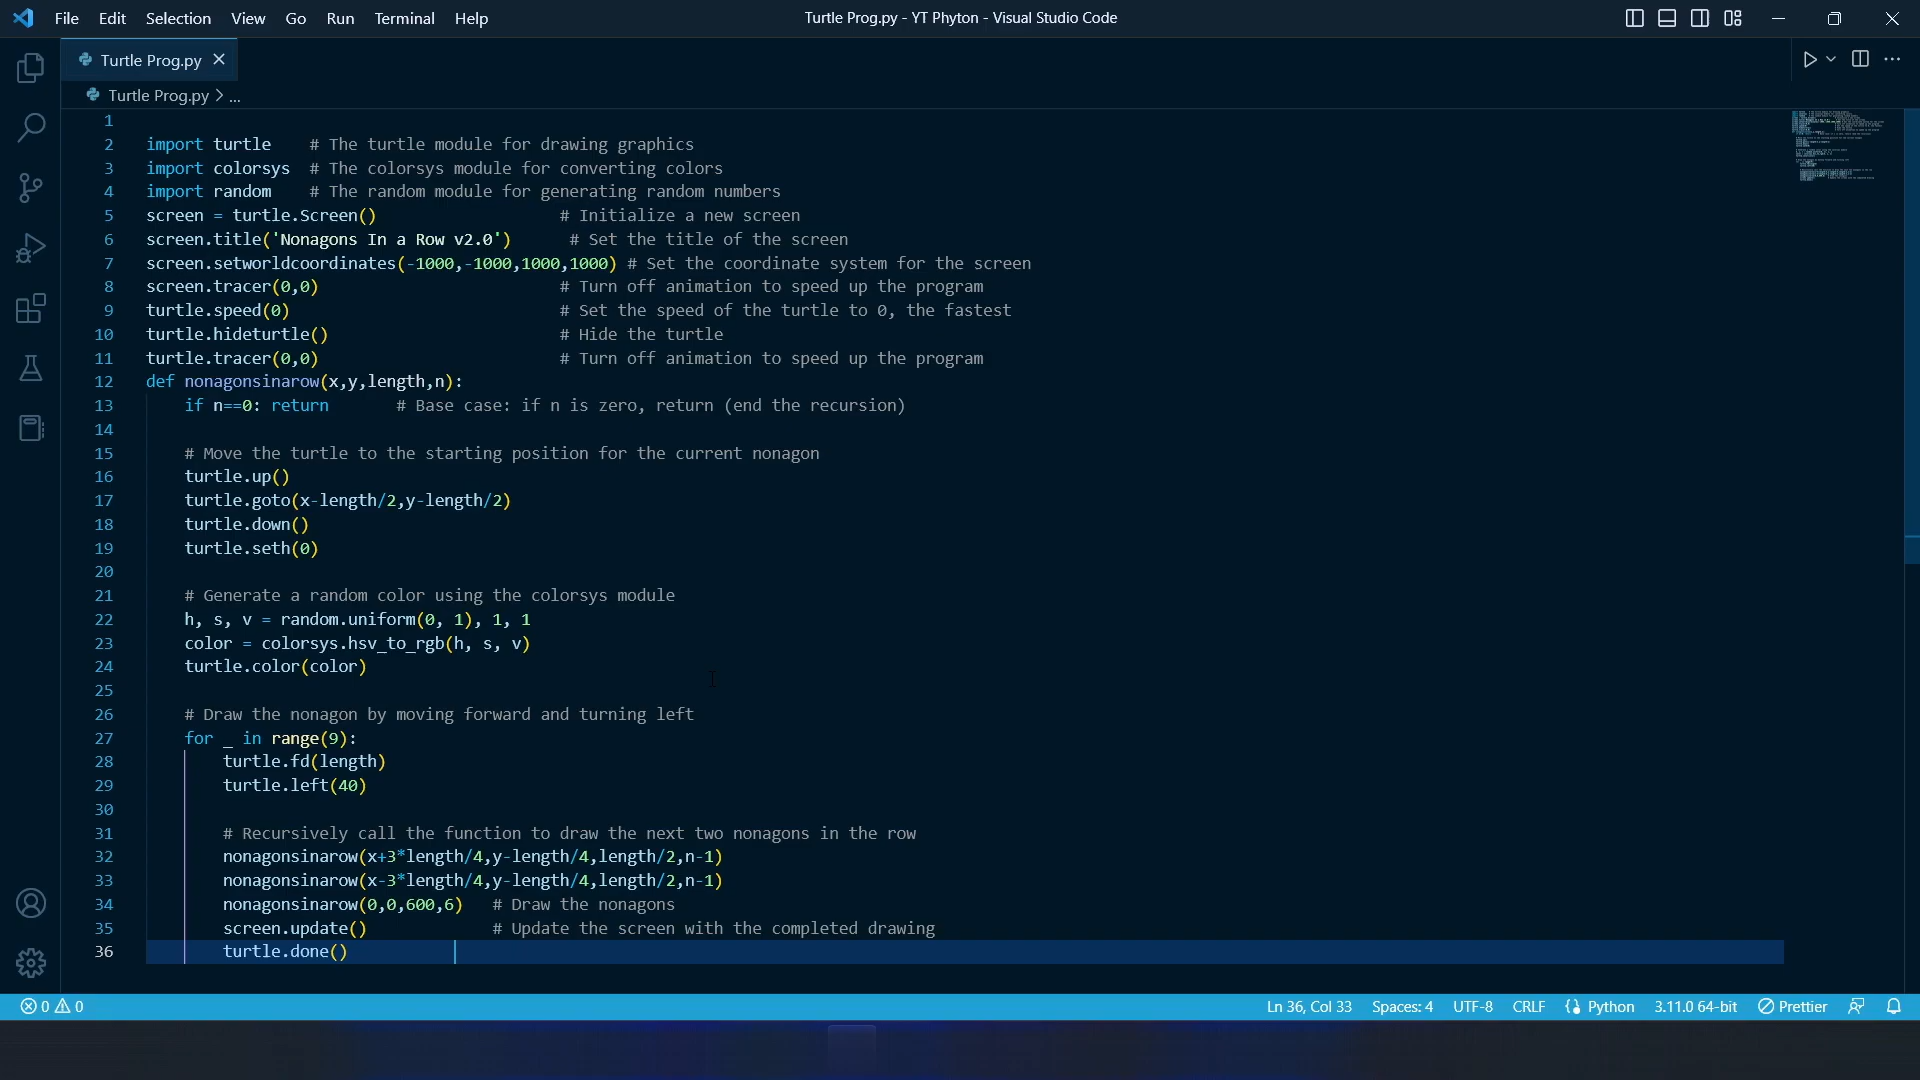 File Edit Selection View Go Run Terminal Help
Turtle Prog.py - YT Phyton - Visual Studio Code
Turtle Prog.py
Turtle Prog.py > ...
1
2 import turtle    # The turtle module for drawing graphics
3 import colorsys  # The colorsys module for converting colors
4 import random    # The random module for generating random numbers
5 screen = turtle.Screen()                   # Initialize a new screen
6 screen.title('Nonagons In a Row v2.0')      # Set the title of the screen
7 screen.setworldcoordinates(-1000,-1000,1000,1000) # Set the coordinate system for the screen
8 screen.tracer(0,0)                         # Turn off animation to speed up the program
9 turtle.speed(0)                            # Set the speed of the turtle to 0, the fastest
10 turtle.hideturtle()                        # Hide the turtle
11 turtle.tracer(0,0)                         # Turn off animation to speed up the program
12 def nonagonsinarow(x,y,length,n):
13     if n==0: return       # Base case: if n is zero, return (end the recursion)
14
15     # Move the turtle to the starting position for the current nonagon
16     turtle.up()
17     turtle.goto(x-length/2,y-length/2)
18     turtle.down()
19     turtle.seth(0)
20
21     # Generate a random color using the colorsys module
22     h, s, v = random.uniform(0, 1), 1, 1
23     color = colorsys.hsv_to_rgb(h, s, v)
24     turtle.color(color)
25
26     # Draw the nonagon by moving forward and turning left
27     for _ in range(9):
28         turtle.fd(length)
29         turtle.left(40)
30
31         # Recursively call the function to draw the next two nonagons in the row
32         nonagonsinarow(x+3*length/4,y-length/4,length/2,n-1)
33         nonagonsinarow(x-3*length/4,y-length/4,length/2,n-1)
34         nonagonsinarow(0,0,600,6)   # Draw the nonagons
35         screen.update()             # Update the screen with the completed drawing
36         turtle.done()
0 0 Ln 36, Col 33 Spaces: 4 UTF-8 CRLF Python 3.11.0 64-bit Prettier